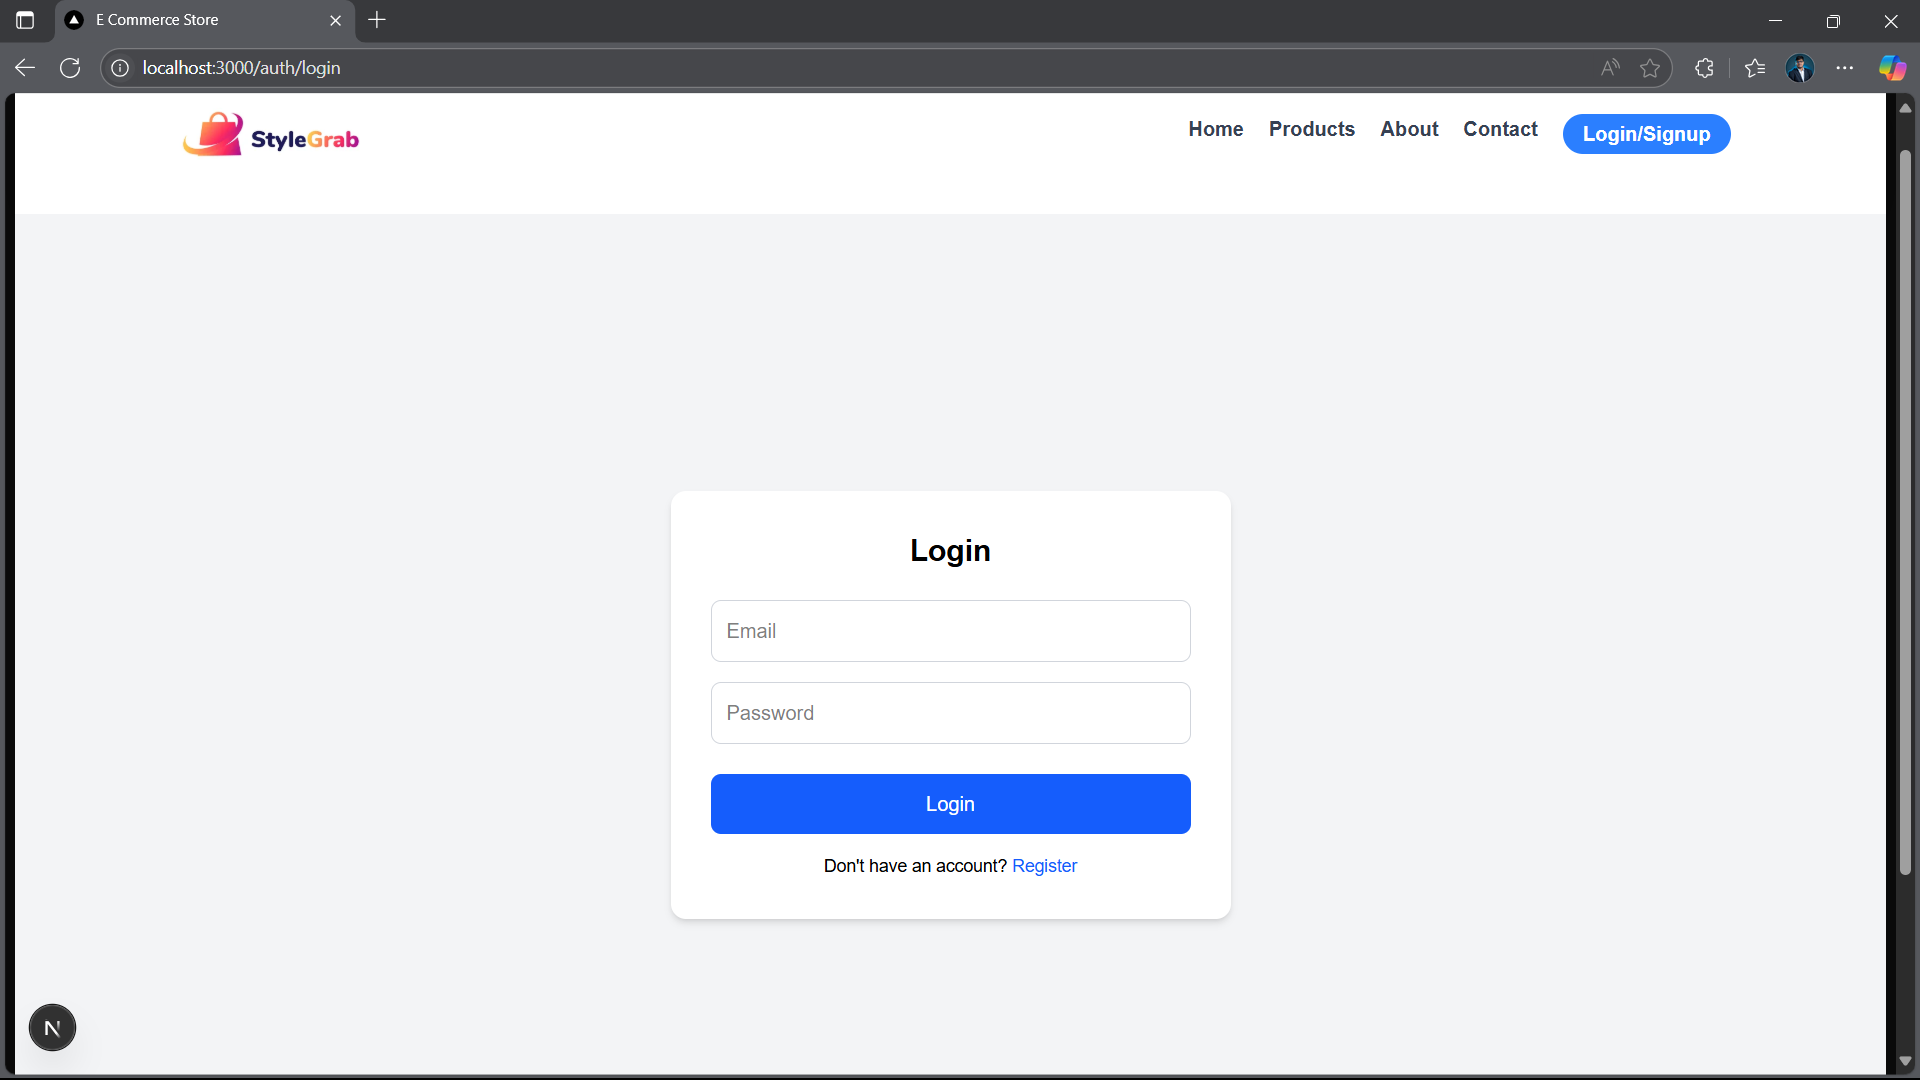 E Commerce Store
localhost:3000/auth/login
StyleGrab
Home Products About Contact Login/Signup
Login
Email
Password
Login
Don't have an account? Register
N